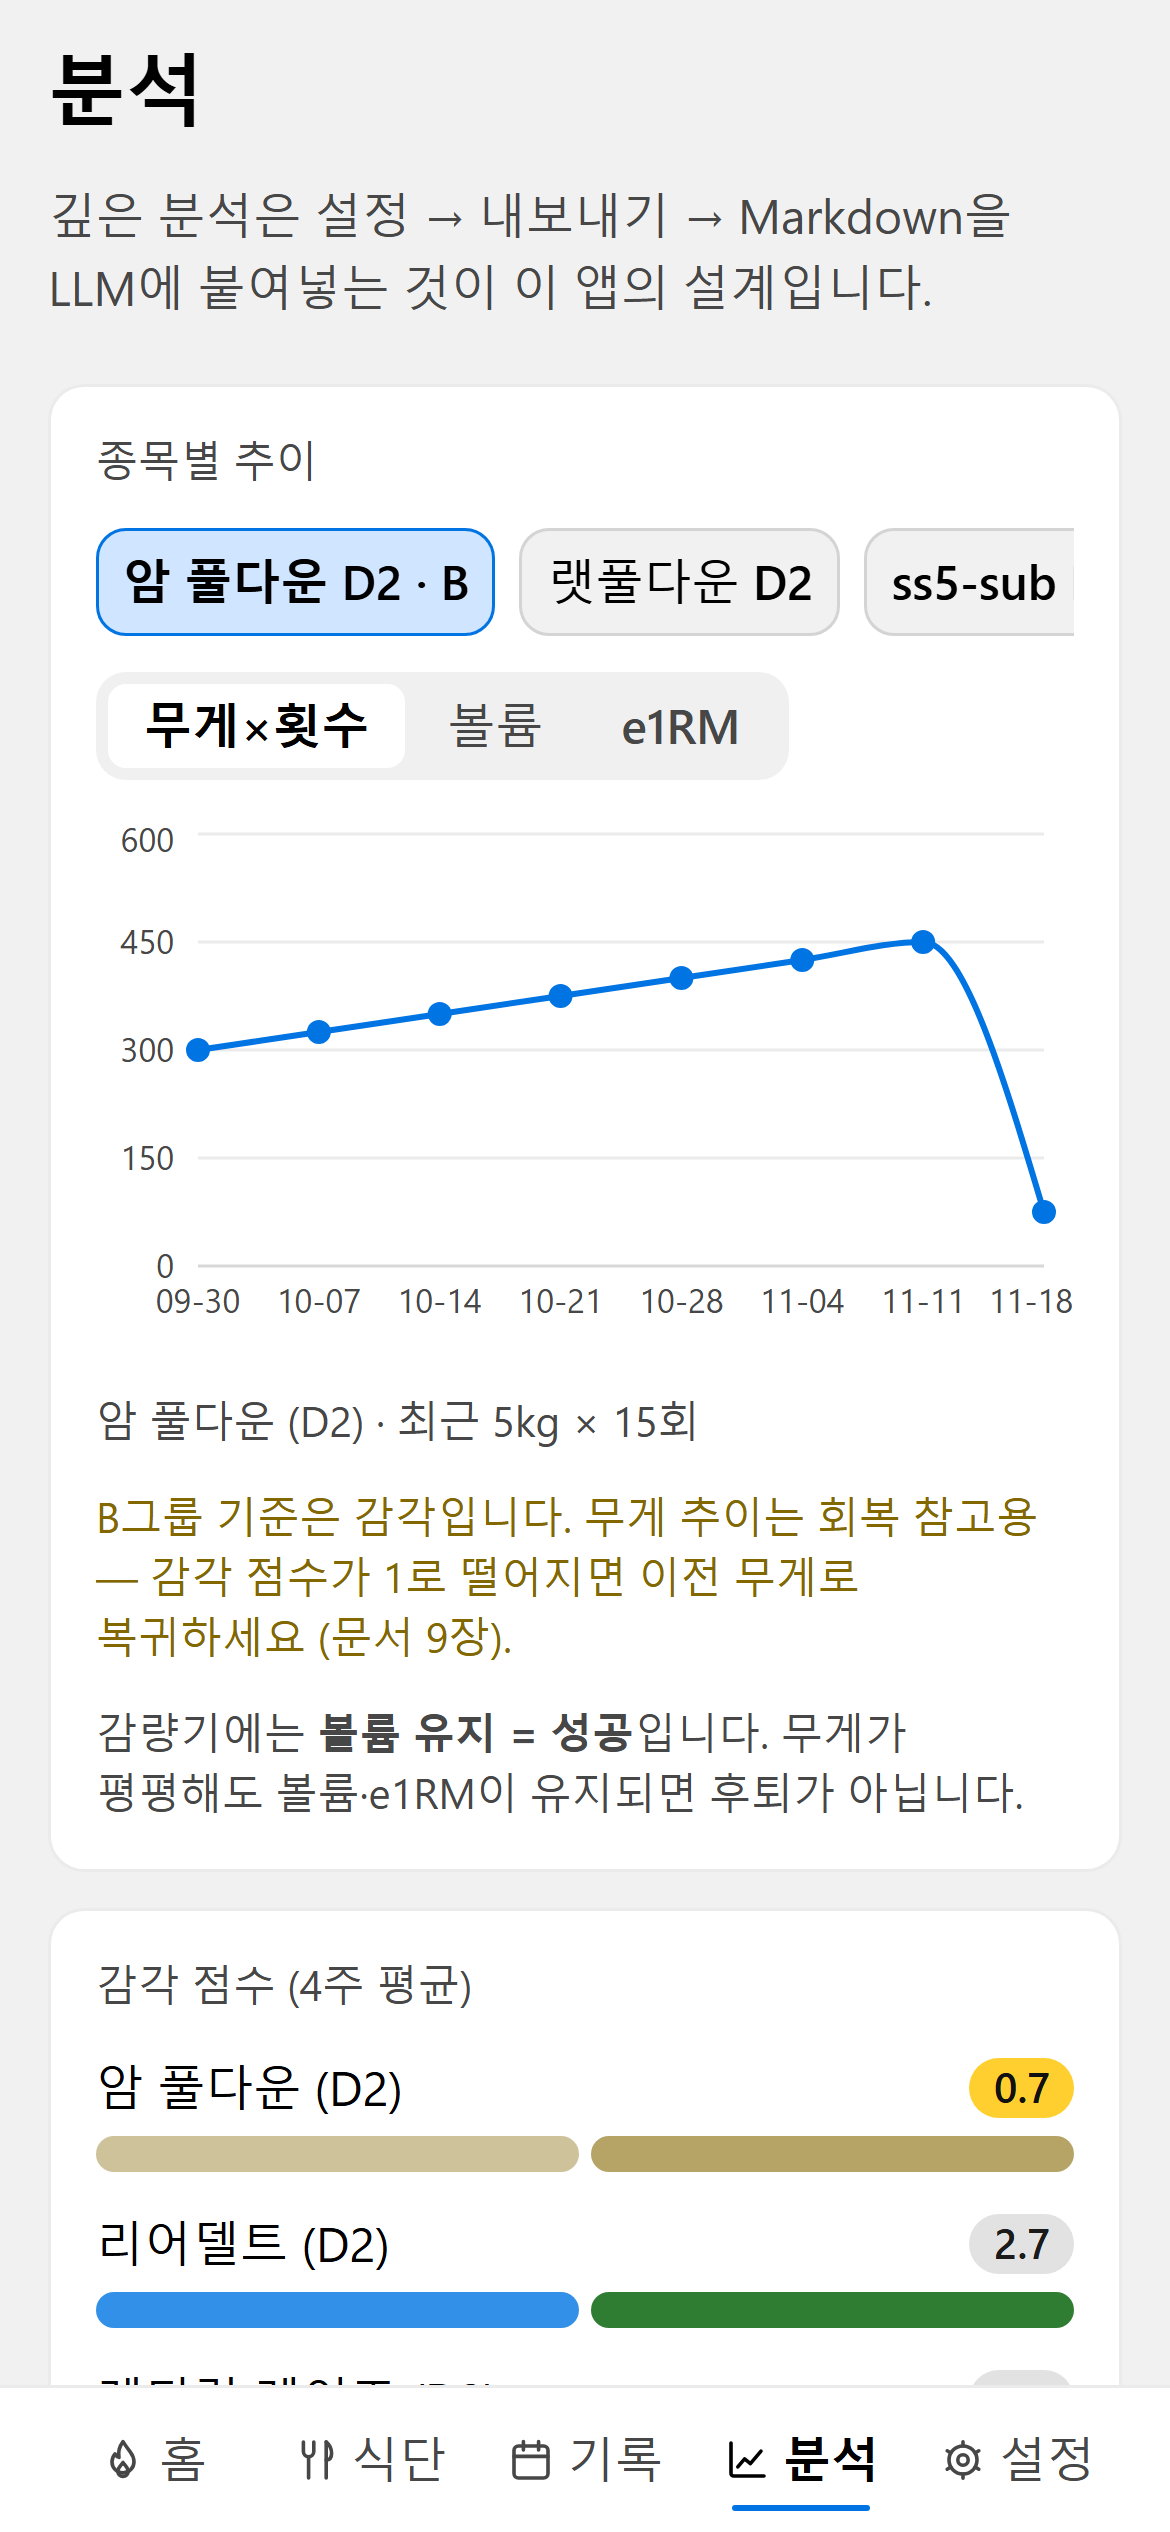 분석
깊은 분석은 설정 → 내보내기 → Markdown을
LLM에 붙여넣는 것이 이 앱의 설계입니다.
종목별 추이
암 풀다운 D2 · B
랫풀다운 D2
ss5-sub
무게×횟수
볼륨
e1RM
600
450
300
150
0
09-30 10-07 10-14 10-21 10-28 11-04 11-11 11-18
암 풀다운 (D2) · 최근 5kg × 15회
B그룹 기준은 감각입니다. 무게 추이는 회복 참고용
— 감각 점수가 1로 떨어지면 이전 무게로
복귀하세요 (문서 9장).
감량기에는 볼륨 유지 = 성공입니다. 무게가
평평해도 볼륨·e1RM이 유지되면 후퇴가 아닙니다.
감각 점수 (4주 평균)
암 풀다운 (D2) 0.7
리어델트 (D2) 2.7
홈
식단
기록
분석
설정